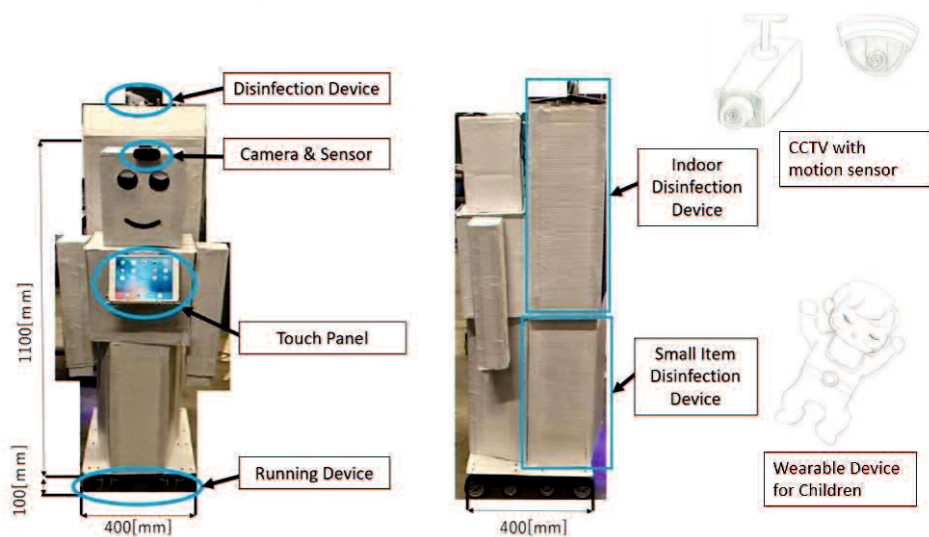 Disinfection Device
Camera & Sensor
1100[mm]
Touch Panel
Running Device
100[mm]
400[mm]
Indoor
Disinfection
Device
Small Item
Disinfection
Device
400[mm]
CCTV with
motion sensor
Wearable Device
for Children